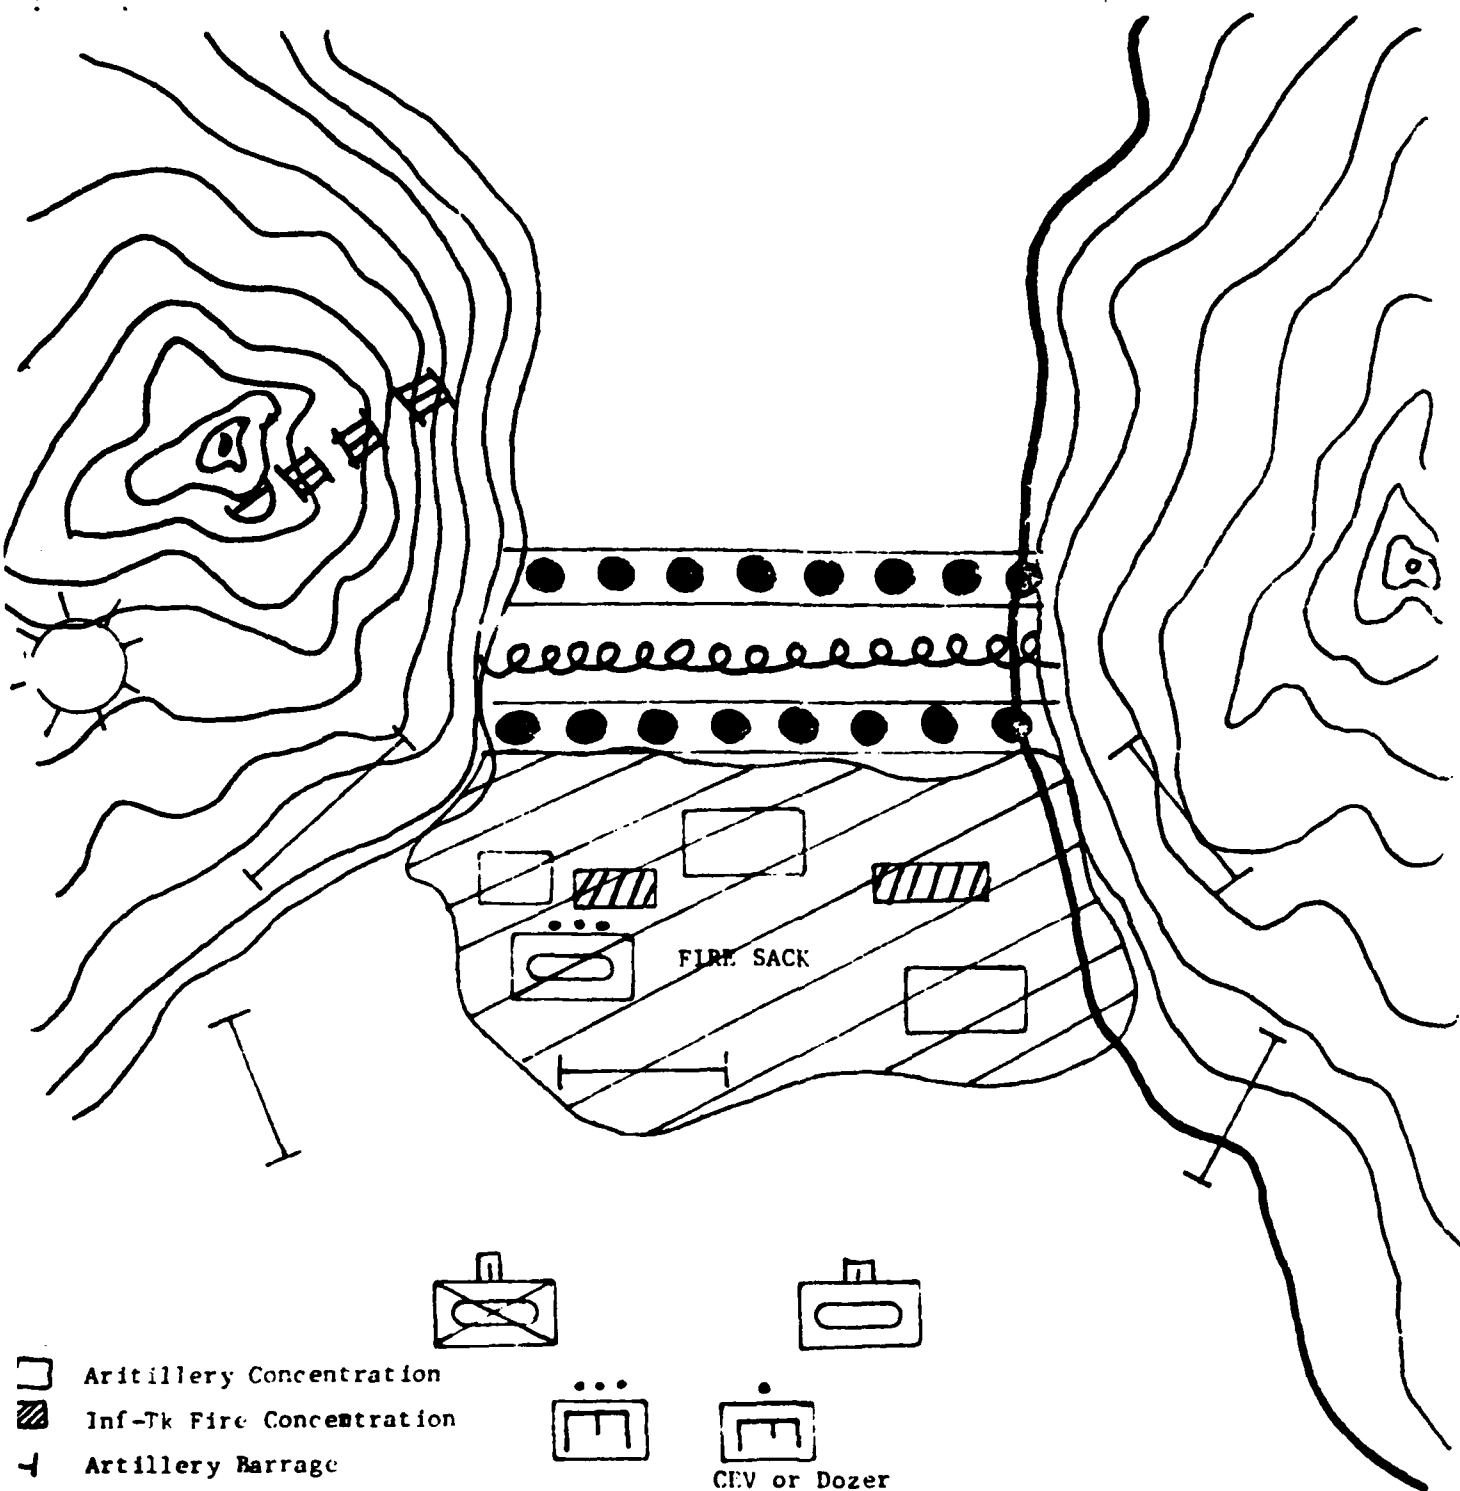 FIRE SACK
Aritillery Concentration
Inf-Tk Fire Concentration
Artillery Barrage
CEV or Dozer